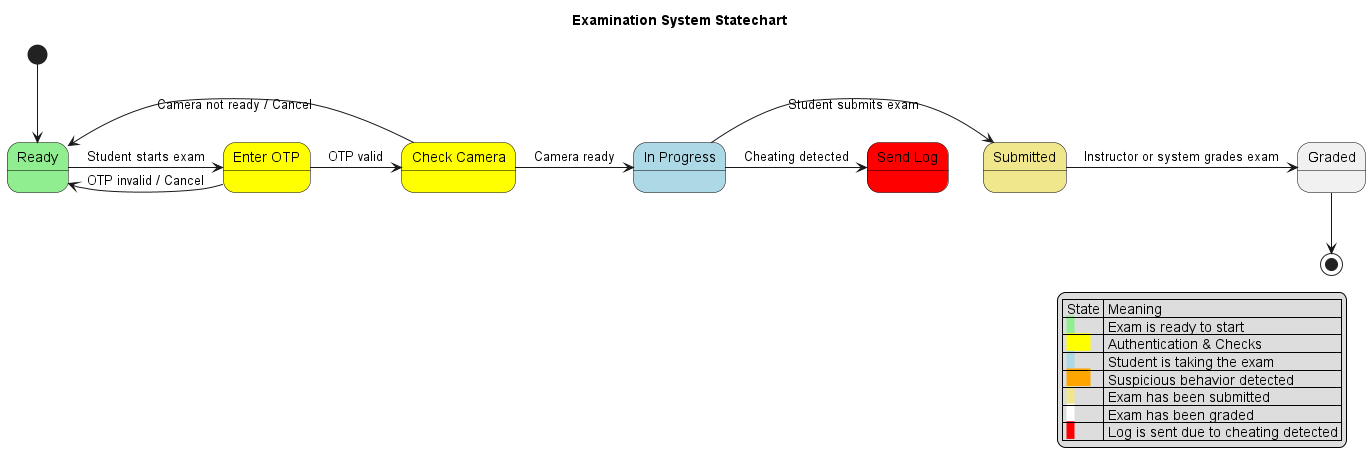 Examination System Statechart
Camera not ready / Cancel
Student submits exam
Ready
Student starts exam
Enter OTP
OTP valid
Check Camera
Camera ready
In Progress
Cheating detected
Send Log
Submitted
Instructor or system grades exam
Graded
OTP invalid / Cancel
State Meaning
Exam is ready to start
Authentication & Checks
Student is taking the exam
Suspicious behavior detected
Exam has been submitted
Exam has been graded
Log is sent due to cheating detected